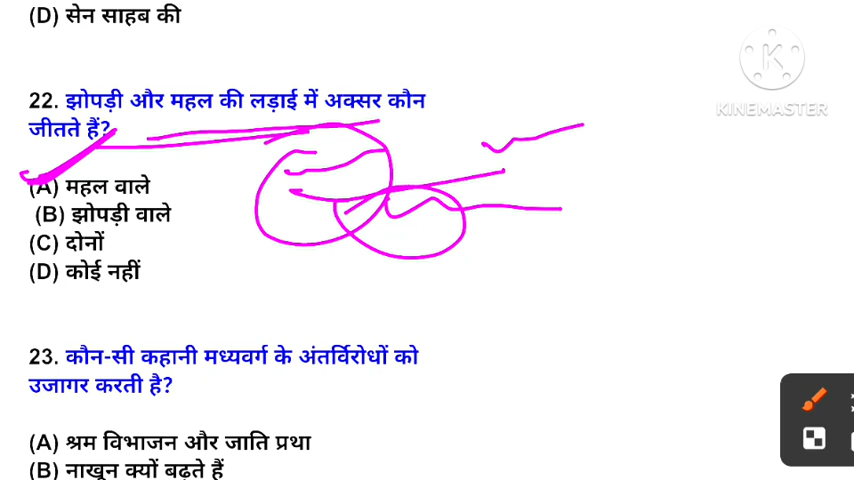 (D) सेन साहब की
KINEMASTER
22. झोपड़ी और महल की लड़ाई में अक्सर कौन
जीतते हैं?
(A) महल वाले
(B) झोपड़ी वाले
(C) दोनों
(D) कोई नहीं
23. कौन-सी कहानी मध्यवर्ग के अंतर्विरोधों को
उजागर करती है?
(A) श्रम विभाजन और जाति प्रथा
(B) नाखून क्यों बढ़ते हैं